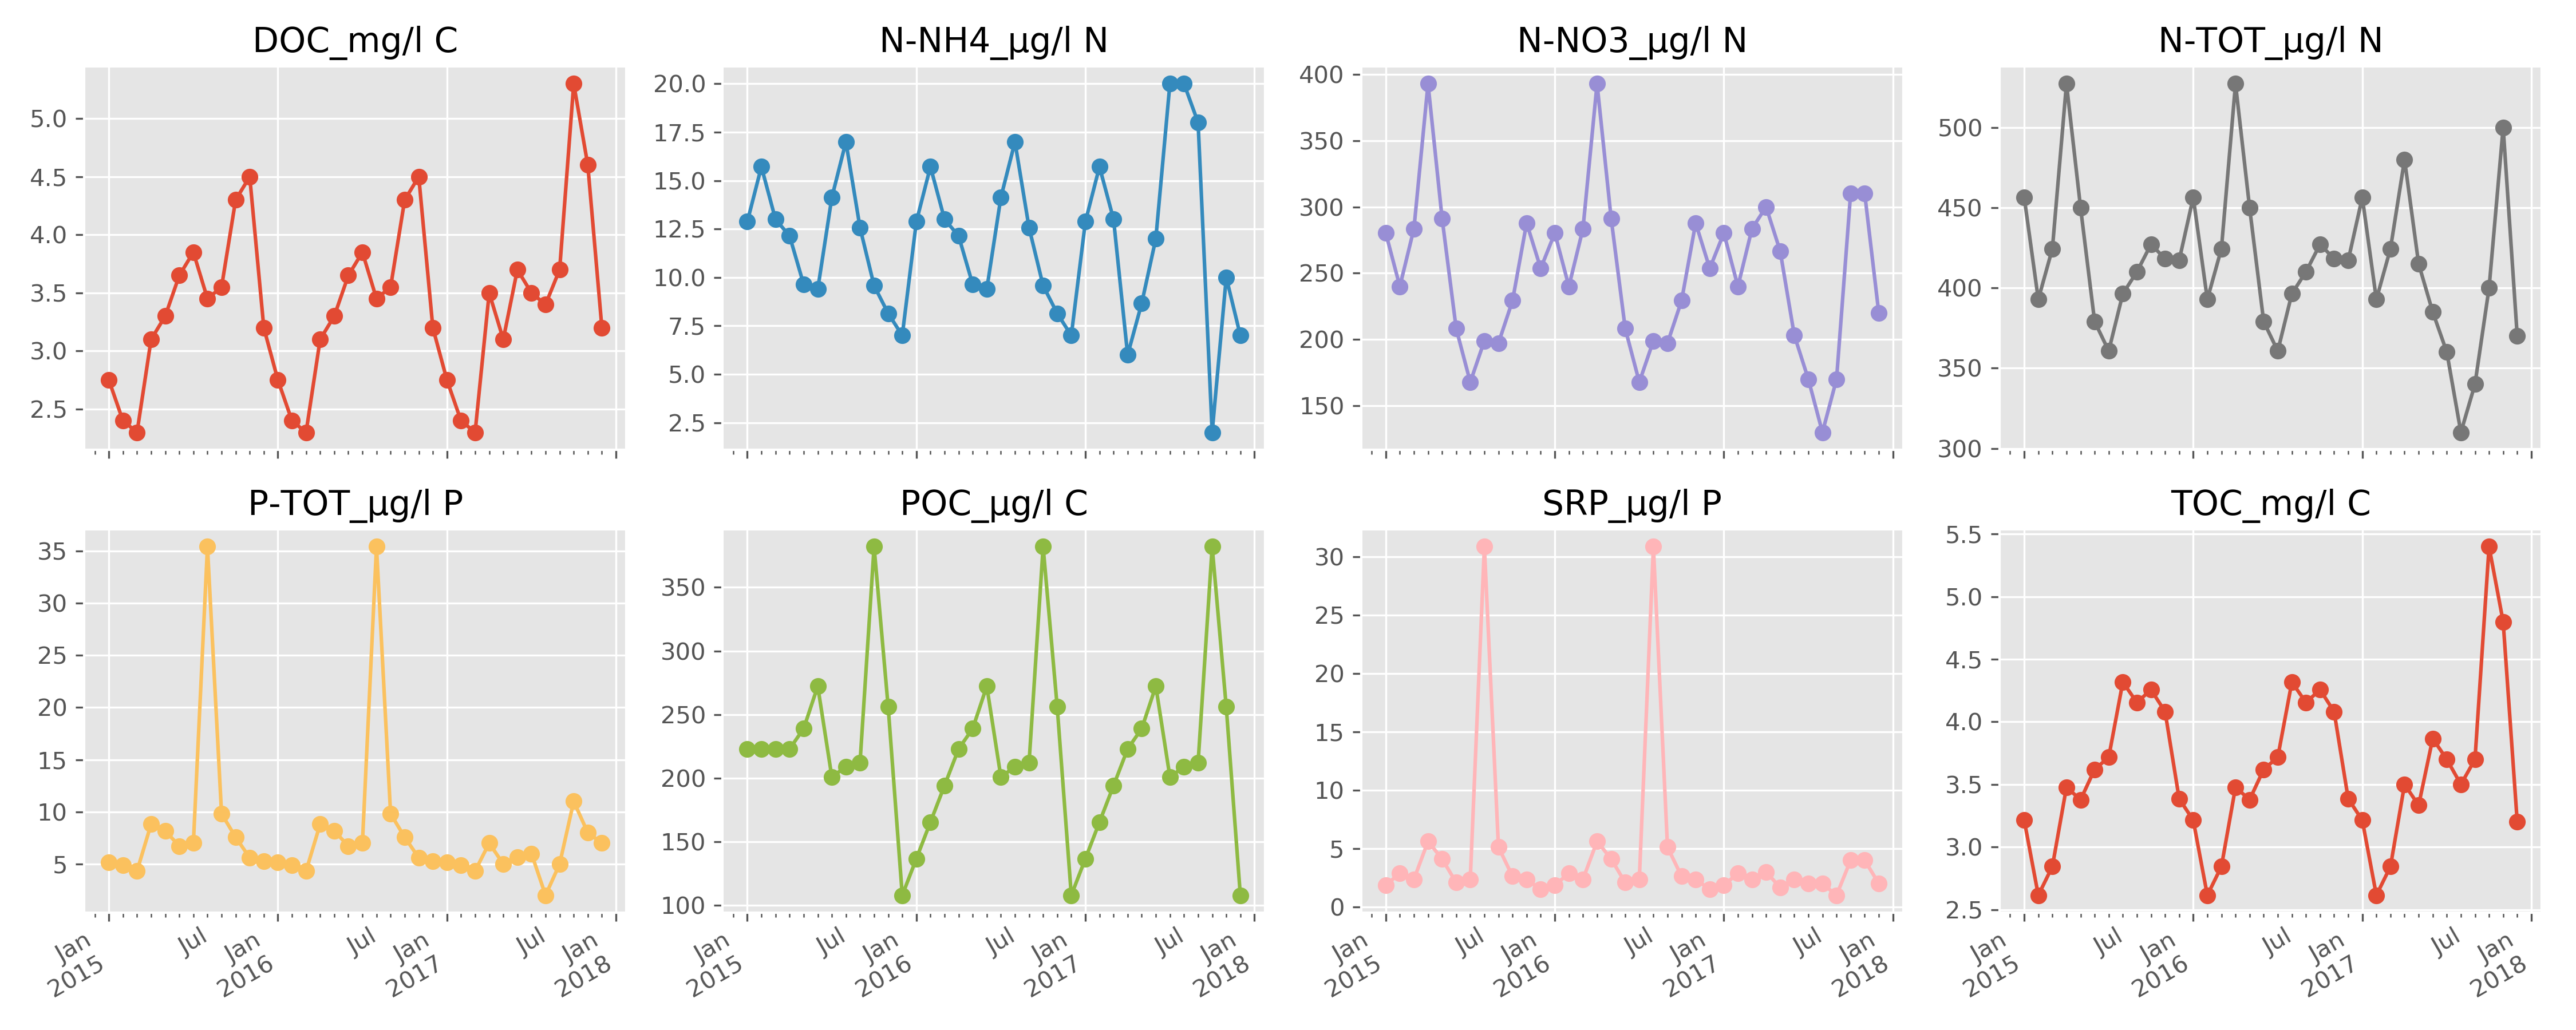 DOC_mg/l C
5.0
4.5
4.0
3.5
3.0
2.5
N-NH4_µg/l N
20.0
17.5
15.0
12.5
10.0
7.5
5.0
2.5
N-NO3_µg/l N
400
350
300
250
200
150
N-TOT_µg/l N
500
450
400
350
300
P-TOT_µg/l P
35
30
25
20
15
10
5
Jan
2015
Jul
Jan
2016
Jul
Jan
2017
Jul
Jan
2018
POC_µg/l C
350
300
250
200
150
100
Jan
2015
Jul
Jan
2016
Jul
Jan
2017
Jul
Jan
2018
SRP_µg/l P
30
25
20
15
10
5
0
Jan
2015
Jul
Jan
2016
Jul
Jan
2017
Jul
Jan
2018
TOC_mg/l C
5.5
5.0
4.5
4.0
3.5
3.0
2.5
Jan
2015
Jul
Jan
2016
Jul
Jan
2017
Jul
Jan
2018